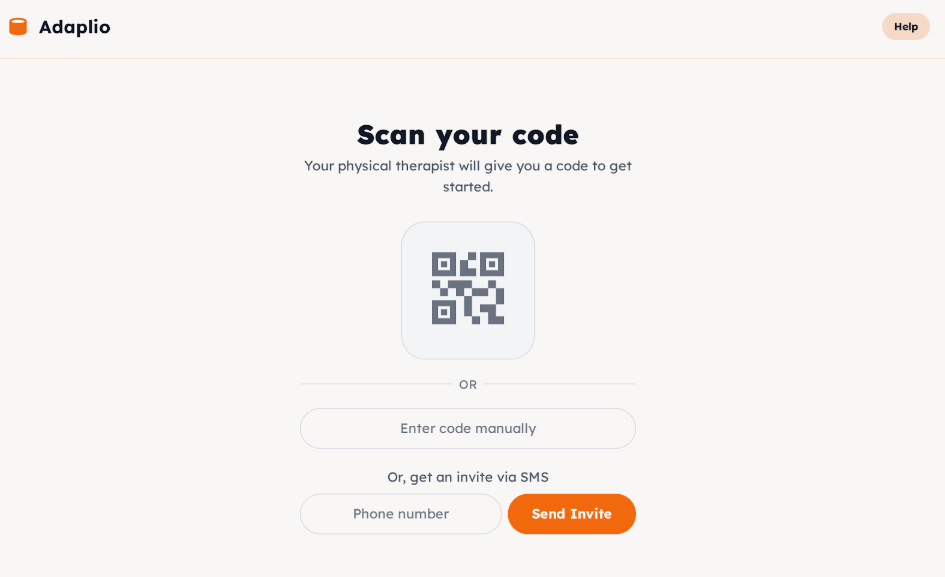 Adaplio
Help
Scan your code
Your physical therapist will give you a code to get
started.
OR
Enter code manually
Or, get an invite via SMS
Phone number
Send Invite